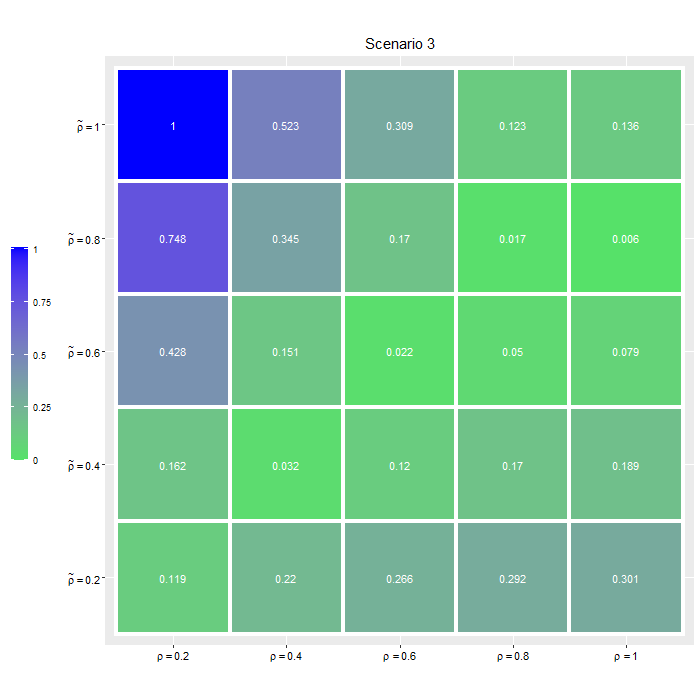 Scenario 3
ρ̃ = 1 1 0.523 0.309 0.123 0.136
ρ̃ = 0.8 0.748 0.345 0.17 0.017 0.006
ρ̃ = 0.6 0.428 0.151 0.022 0.05 0.079
ρ̃ = 0.4 0.162 0.032 0.12 0.17 0.189
ρ̃ = 0.2 0.119 0.22 0.266 0.292 0.301
ρ = 0.2 ρ = 0.4 ρ = 0.6 ρ = 0.8 ρ = 1
1
0.75
0.5
0.25
0